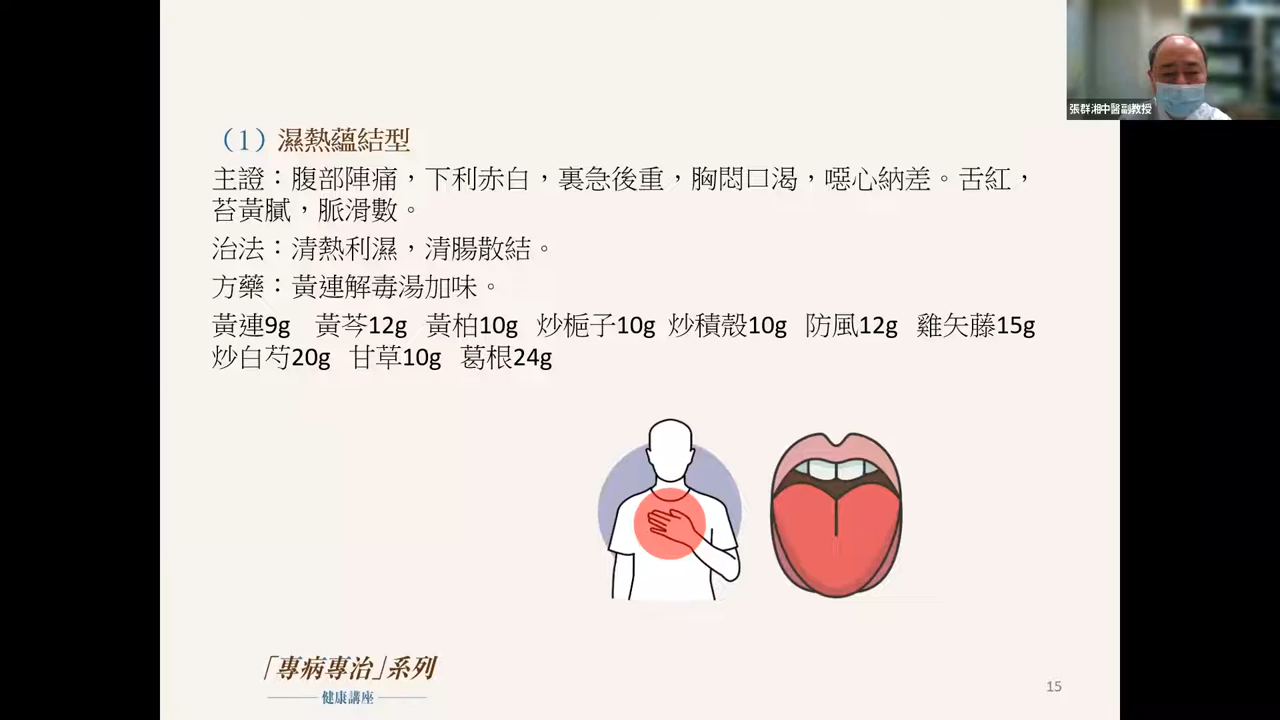 張群湘中醫副教授
（1）濕熱蘊結型
主證：腹部陣痛，下利赤白，裏急後重，胸悶口渴，噁心納差。舌紅，
苔黃膩，脈滑數。
治法：清熱利濕，清腸散結。
方藥：黃連解毒湯加味。
黃連9g 黃芩12g 黃柏10g 炒梔子10g 炒積殼10g 防風12g 雞矢藤15g
炒白芍20g 甘草10g 葛根24g
「專病專治」系列
健康講座
15